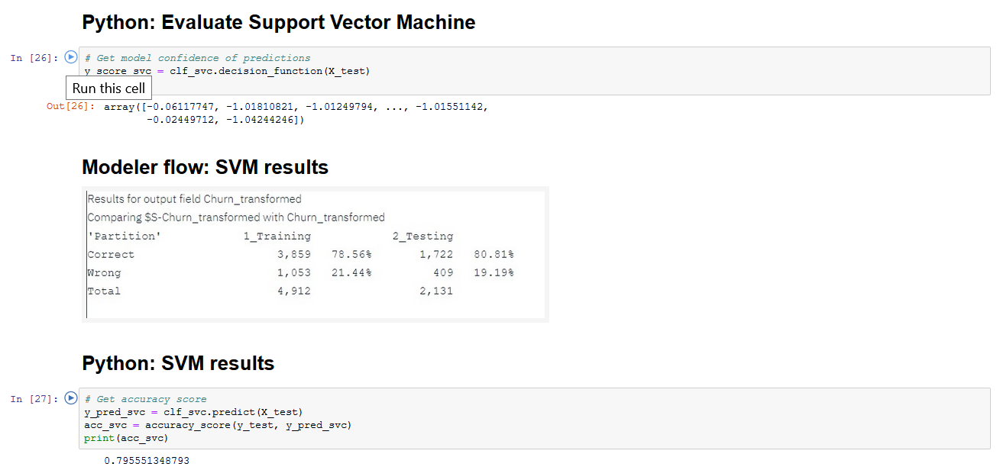 Python: Evaluate Support Vector Machine
In [26]:
# Get model confidence of predictions
y_score_svc = clf_svc.decision_function(X_test)
Run this cell
Out[26]: array([-0.06117747, -1.01810821, -1.01249794, ..., -1.01551142,
-0.02449712, -1.04244246])
Modeler flow: SVM results
Results for output field Churn_transformed
Comparing $S-Churn_transformed with Churn_transformed
'Partition' 1_Training 2_Testing
Correct 3,859 78.56% 1,722 80.81%
Wrong 1,053 21.44% 409 19.19%
Total 4,912 2,131
Python: SVM results
In [27]:
# Get accuracy score
y_pred_svc = clf_svc.predict(X_test)
acc_svc = accuracy_score(y_test, y_pred_svc)
print(acc_svc)
0.795551348793